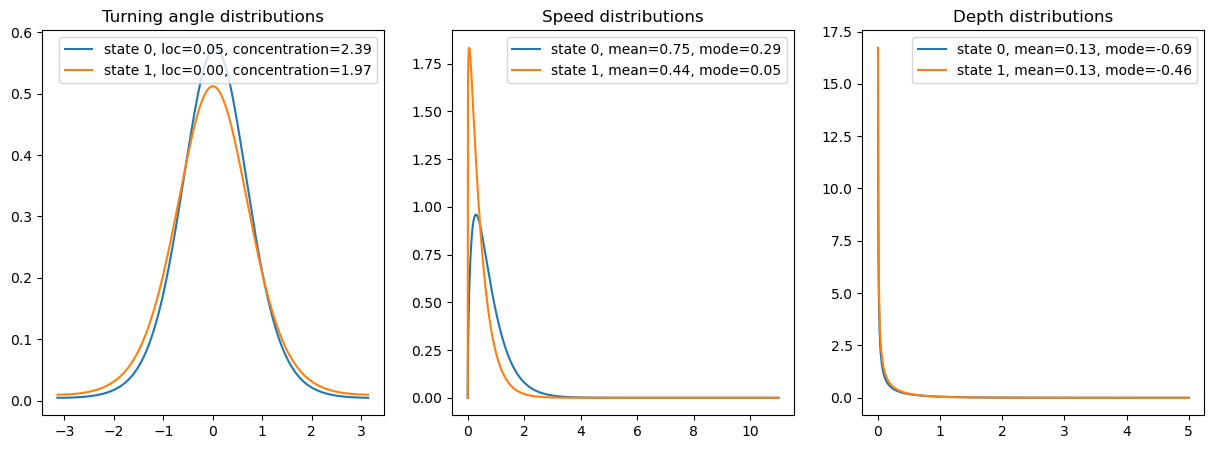 Turning angle distributions
state 0, loc=0.05, concentration=2.39
state 1, loc=0.00, concentration=1.97
0.6
0.5
0.4
0.3
0.2
0.1
0.0
−3 −2 −1 0 1 2 3
Speed distributions
state 0, mean=0.75, mode=0.29
state 1, mean=0.44, mode=0.05
1.75
1.50
1.25
1.00
0.75
0.50
0.25
0.00
0 2 4 6 8 10
Depth distributions
state 0, mean=0.13, mode=-0.69
state 1, mean=0.13, mode=-0.46
17.5
15.0
12.5
10.0
7.5
5.0
2.5
0.0
0 1 2 3 4 5